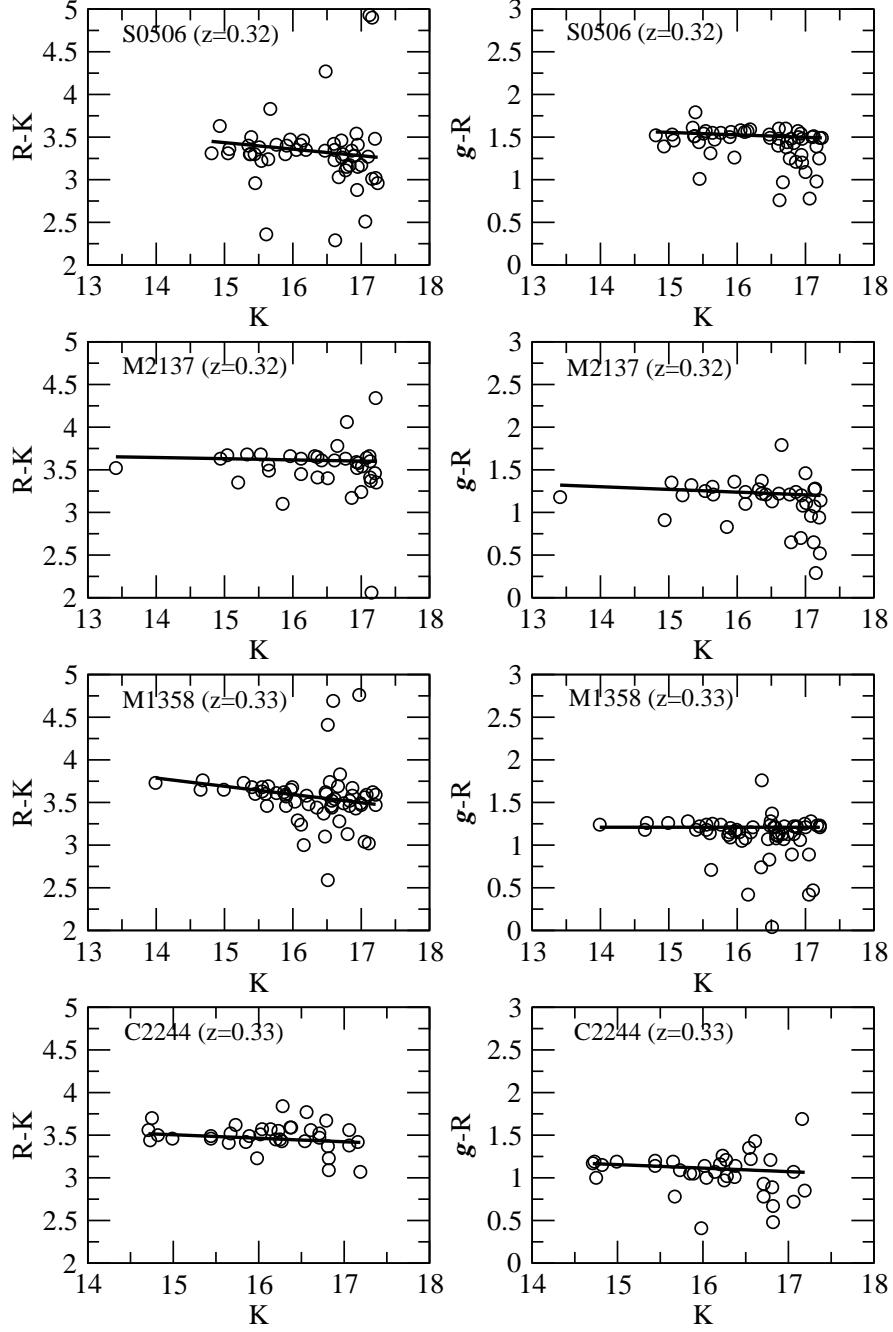 5
4.5
4
3.5
3
2.5
2
R-K
S0506 (z=0.32)
13 14 15 16 17 18
K
3
2.5
2
1.5
1
0.5
0
g-R
S0506 (z=0.32)
13 14 15 16 17 18
K
5
4.5
4
3.5
3
2.5
2
R-K
M2137 (z=0.32)
13 14 15 16 17 18
K
3
2.5
2
1.5
1
0.5
0
g-R
M2137 (z=0.32)
13 14 15 16 17 18
K
5
4.5
4
3.5
3
2.5
2
R-K
M1358 (z=0.33)
13 14 15 16 17 18
K
3
2.5
2
1.5
1
0.5
0
g-R
M1358 (z=0.33)
13 14 15 16 17 18
K
5
4.5
4
3.5
3
2.5
2
R-K
C2244 (z=0.33)
14 15 16 17 18
K
3
2.5
2
1.5
1
0.5
0
g-R
C2244 (z=0.33)
14 15 16 17 18
K